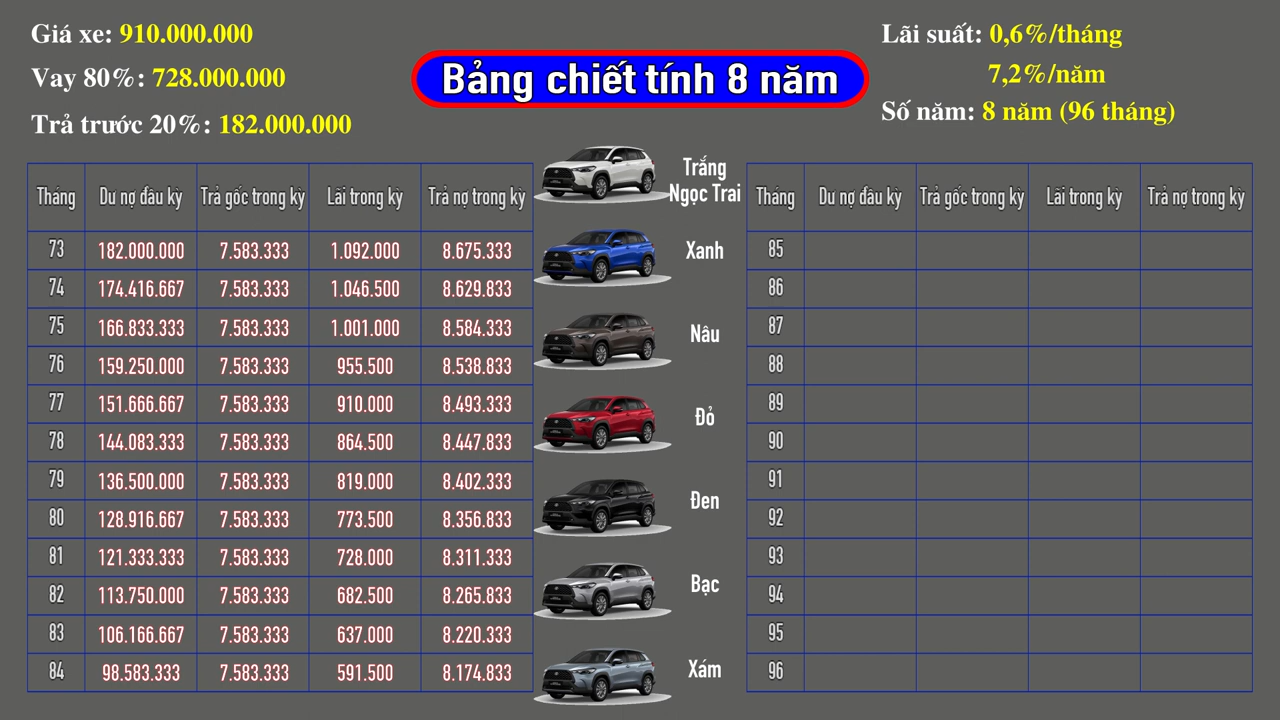 Giá xe: 910.000.000
Vay 80%: 728.000.000
Trả trước 20%: 182.000.000
Bảng chiết tính 8 năm
Lãi suất: 0,6%/tháng
7,2%/năm
Số năm: 8 năm (96 tháng)
Tháng Dư nợ đầu kỳ Trả gốc trong kỳ Lãi trong kỳ Trả nợ trong kỳ
73 182.000.000 7.583.333 1.092.000 8.675.333
74 174.416.667 7.583.333 1.046.500 8.629.833
75 166.833.333 7.583.333 1.001.000 8.584.333
76 159.250.000 7.583.333 955.500 8.538.833
77 151.666.667 7.583.333 910.000 8.493.333
78 144.083.333 7.583.333 864.500 8.447.833
79 136.500.000 7.583.333 819.000 8.402.333
80 128.916.667 7.583.333 773.500 8.356.833
81 121.333.333 7.583.333 728.000 8.311.333
82 113.750.000 7.583.333 682.500 8.265.833
83 106.166.667 7.583.333 637.000 8.220.333
84 98.583.333 7.583.333 591.500 8.174.833
Trắng
Ngọc Trai
Xanh
Nâu
Đỏ
Đen
Bạc
Xám
Tháng Dư nợ đầu kỳ Trả gốc trong kỳ Lãi trong kỳ Trả nợ trong kỳ
85
86
87
88
89
90
91
92
93
94
95
96